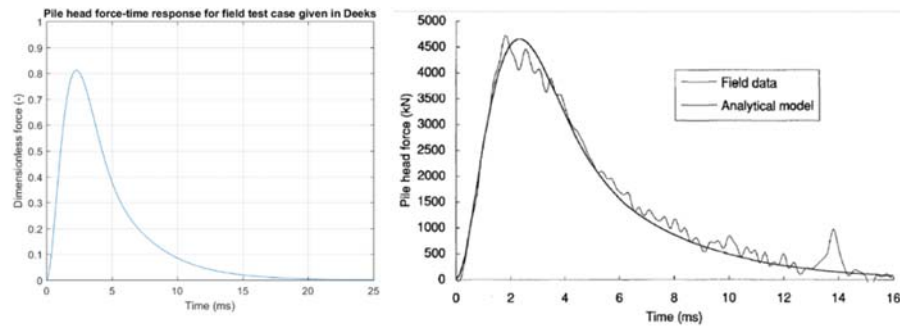 Pile head force-time response for field test case given in Deeks
Dimensionless force (-)
1
0.9
0.8
0.7
0.6
0.5
0.4
0.3
0.2
0.1
0
0 5 10 15 20 25
Time (ms)
Pile head force (kN)
5000
4500
4000
3500
3000
2500
2000
1500
1000
500
0
Field data
Analytical model
0 2 4 6 8 10 12 14 16
Time (ms)